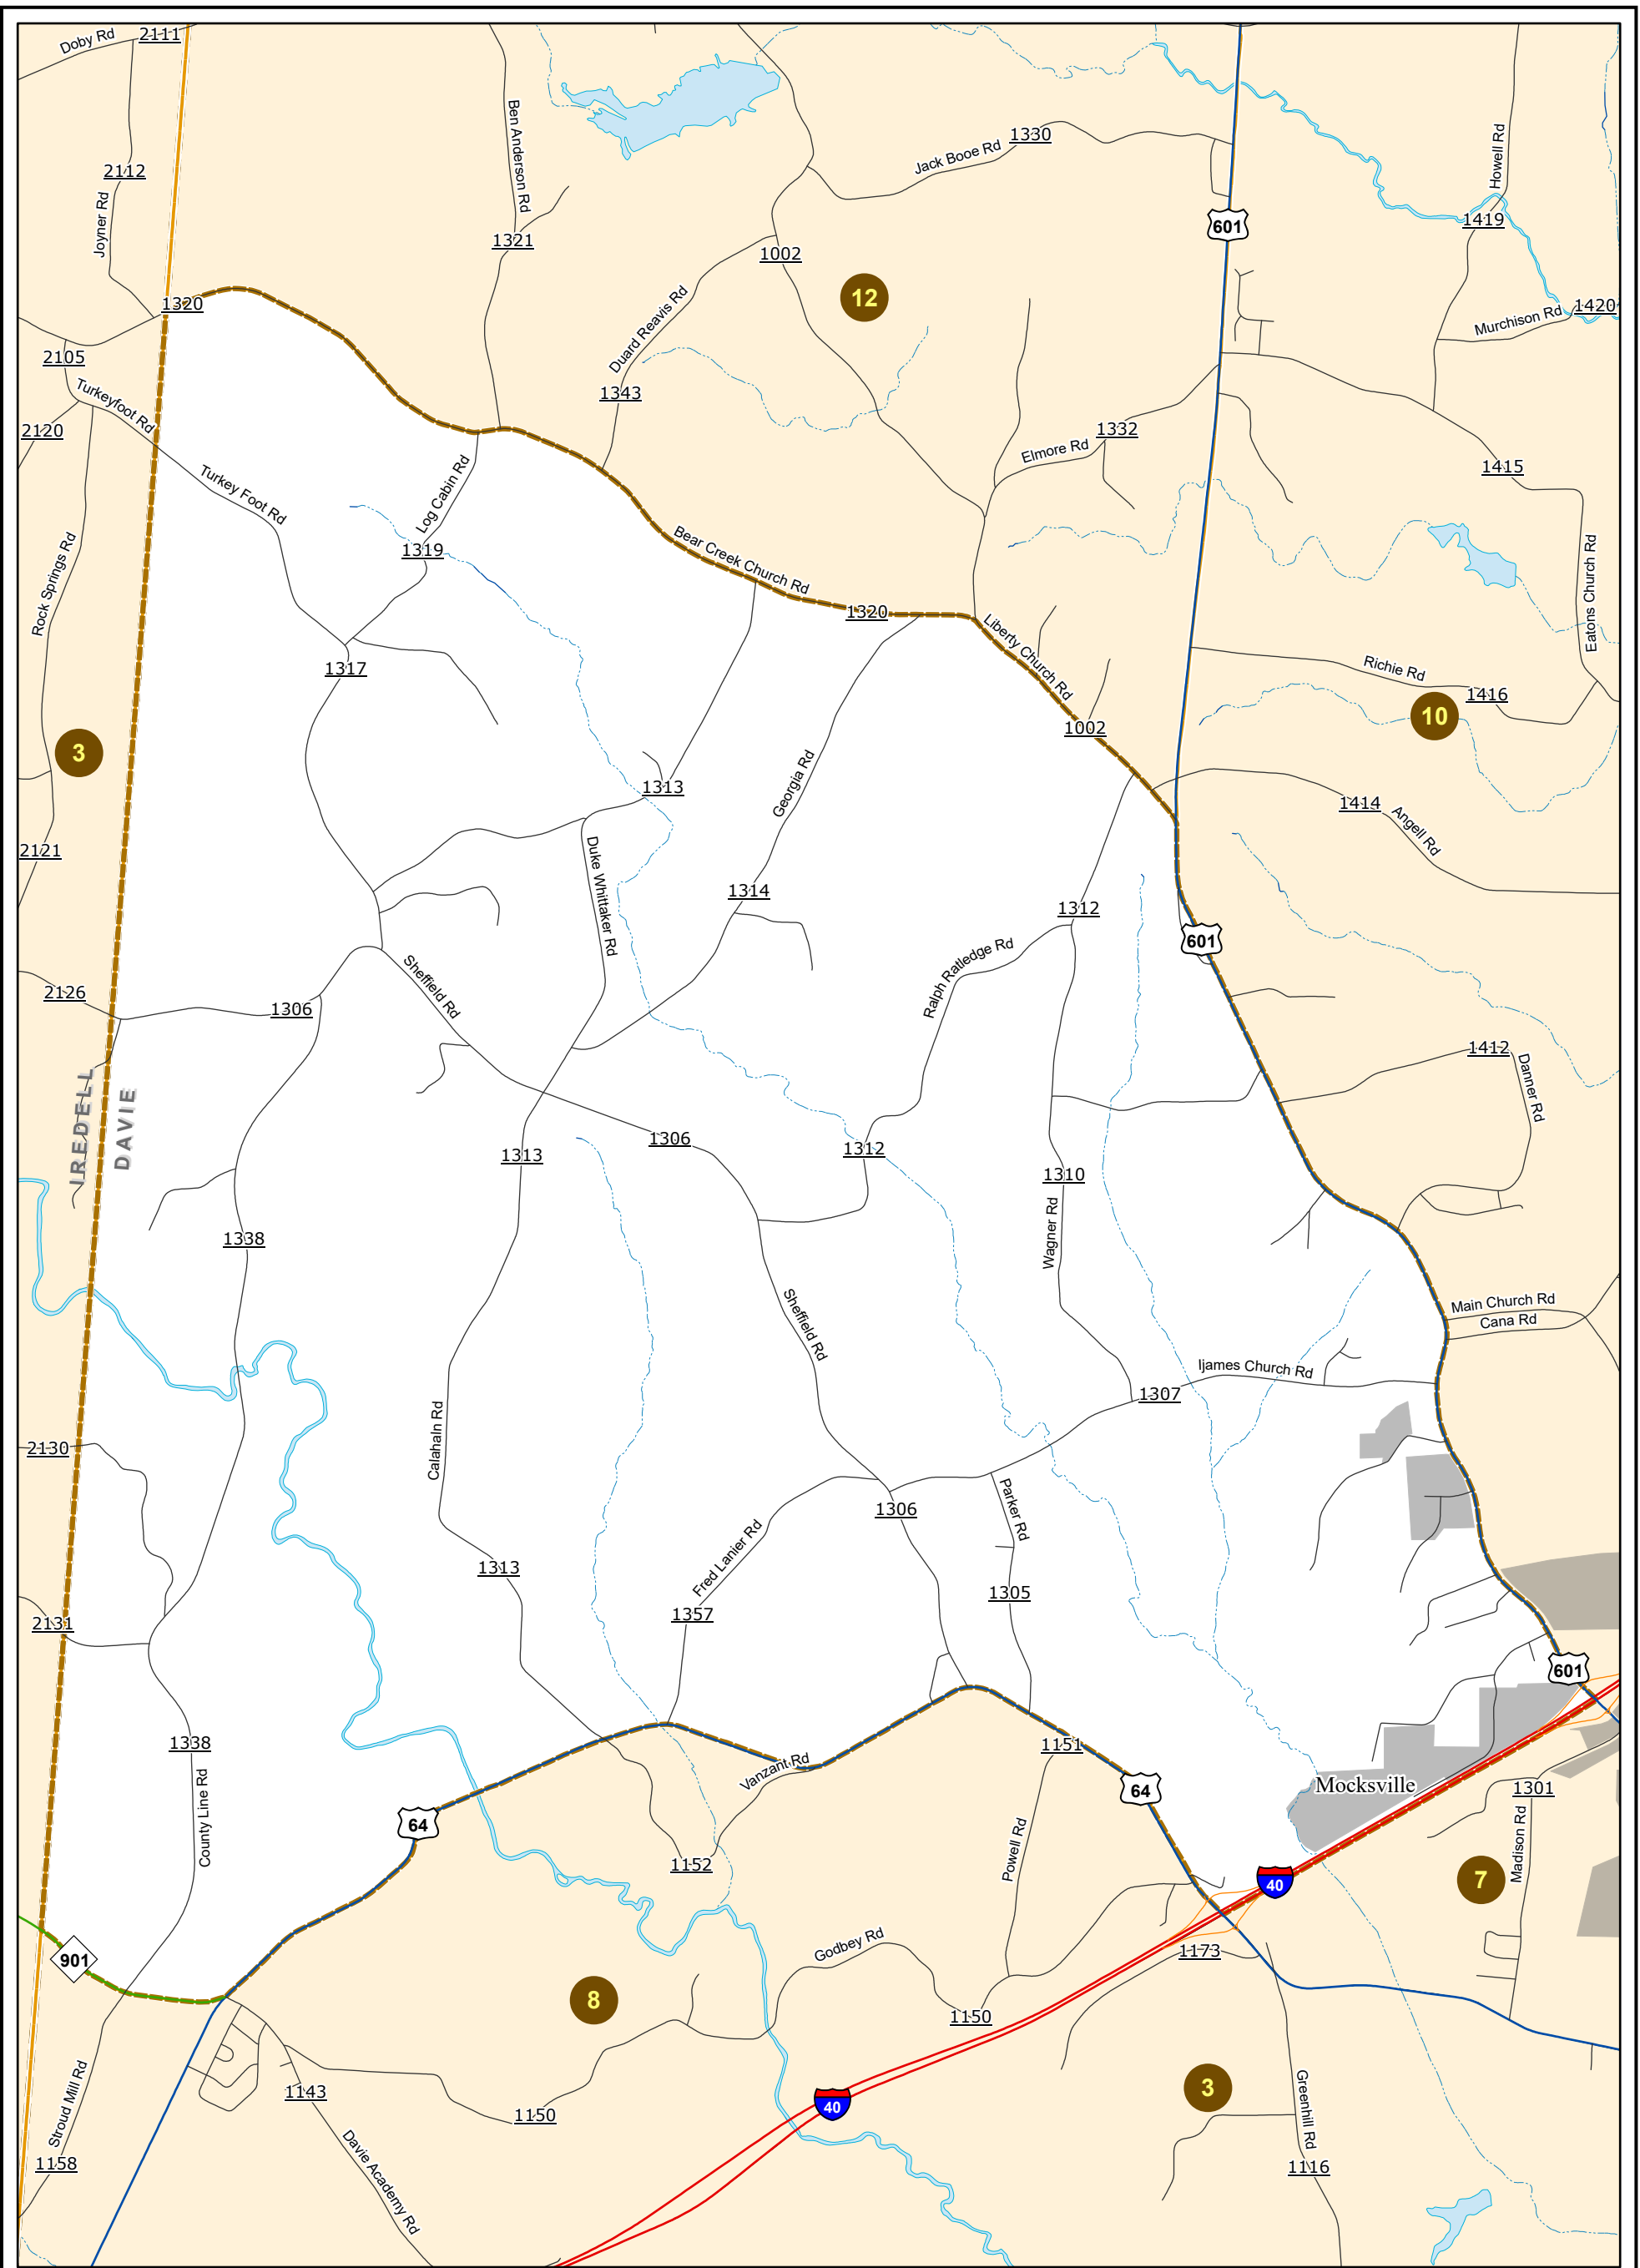 Doby Rd
2111
Ben Anderson Rd
Jack Booe Rd
1330
Howell Rd
2112
Joyner Rd
601
1419
1321
1002
12
1320
Duard Reavis Rd
Murchison Rd
1420
2105
Turkeyfoot Rd
1343
2120
1332
Elmore Rd
1415
Turkey Foot Rd
Log Cabin Rd
1319
Bear Creek Church Rd
Eatons Church Rd
Rock Springs Rd
1320
Liberty Church Rd
1317
Richie Rd
1416
1002
10
3
1313
Georgia Rd
1414
Angell Rd
2121
Duke Whittaker Rd
1314
1312
601
Ralph Ratledge Rd
Sheffield Rd
2126
1306
1412
Danner Rd
IREDELL
DAVIE
1306
1313
1312
1310
Wagner Rd
1338
Sheffield Rd
Main Church Rd
Cana Rd
Ijames Church Rd
1307
Calahaln Rd
2130
1306
Parker Rd
Fred Lanier Rd
1313
1305
1357
2131
601
1338
1151
Vanzant Rd
64
Mocksville
1301
County Line Rd
64
Powell Rd
Madison Rd
1152
40
7
Godbey Rd
1173
901
8
1150
1143
Stroud Mill Rd
40
3
Greenhill Rd
1150
Davie Academy Rd
1158
1116